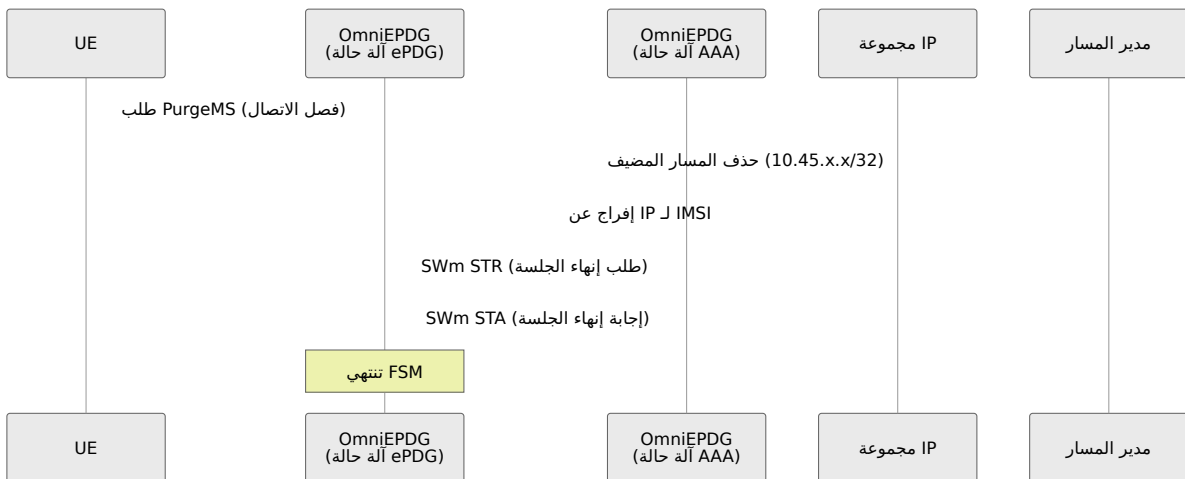 UE
OmniEPDG
(آلة حالة ePDG)
OmniEPDG
(آلة حالة AAA)
مجموعة IP
مدير المسار
طلب PurgeMS (فصل الاتصال)
حذف المسار المضيف (10.45.x.x/32)
إفراج عن IP لـ IMSI
SWm STR (طلب إنهاء الجلسة)
SWm STA (إجابة إنهاء الجلسة)
تنتهي FSM
UE
OmniEPDG
(آلة حالة ePDG)
OmniEPDG
(آلة حالة AAA)
مجموعة IP
مدير المسار